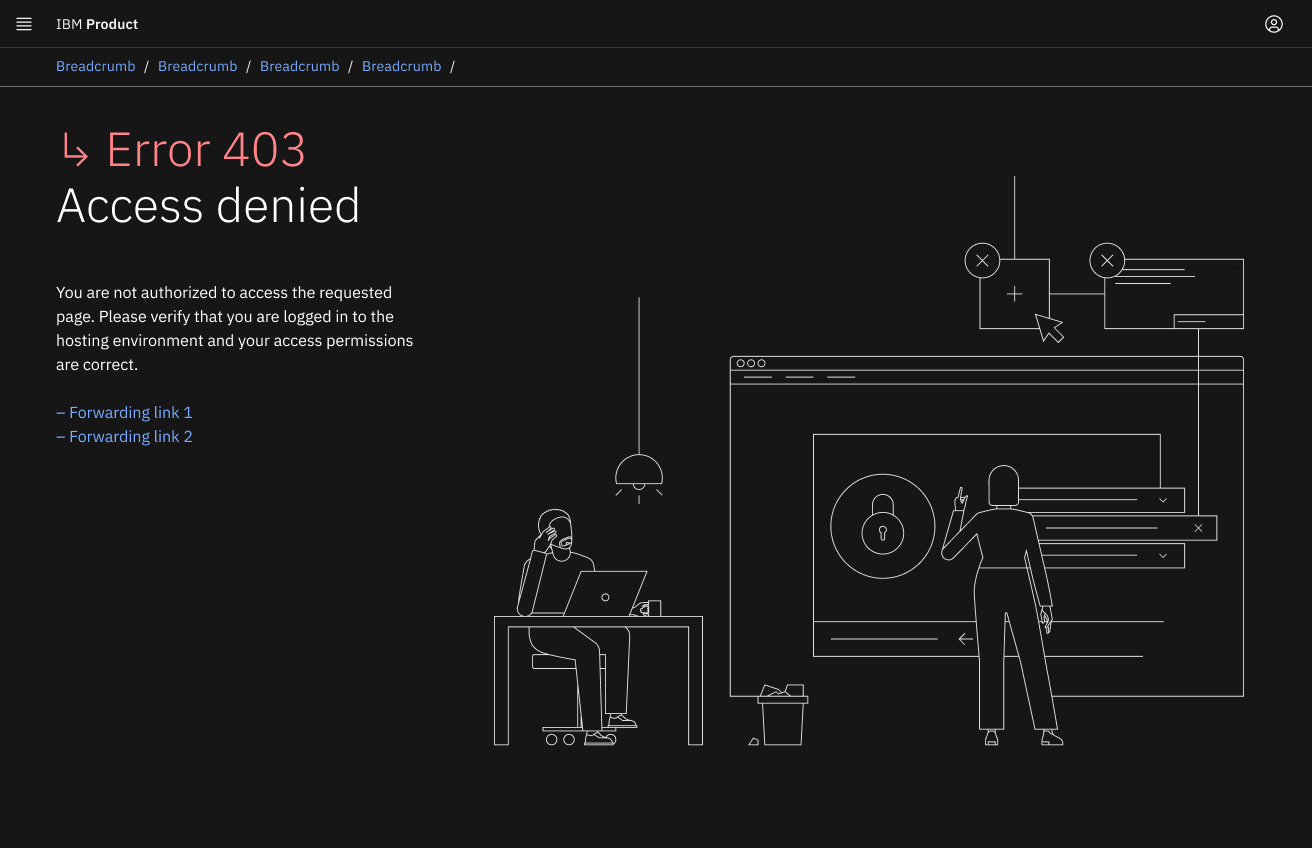 IBM Product
Breadcrumb / Breadcrumb / Breadcrumb / Breadcrumb /
↳ Error 403
Access denied
You are not authorized to access the requested
page. Please verify that you are logged in to the
hosting environment and your access permissions
are correct.
– Forwarding link 1
– Forwarding link 2